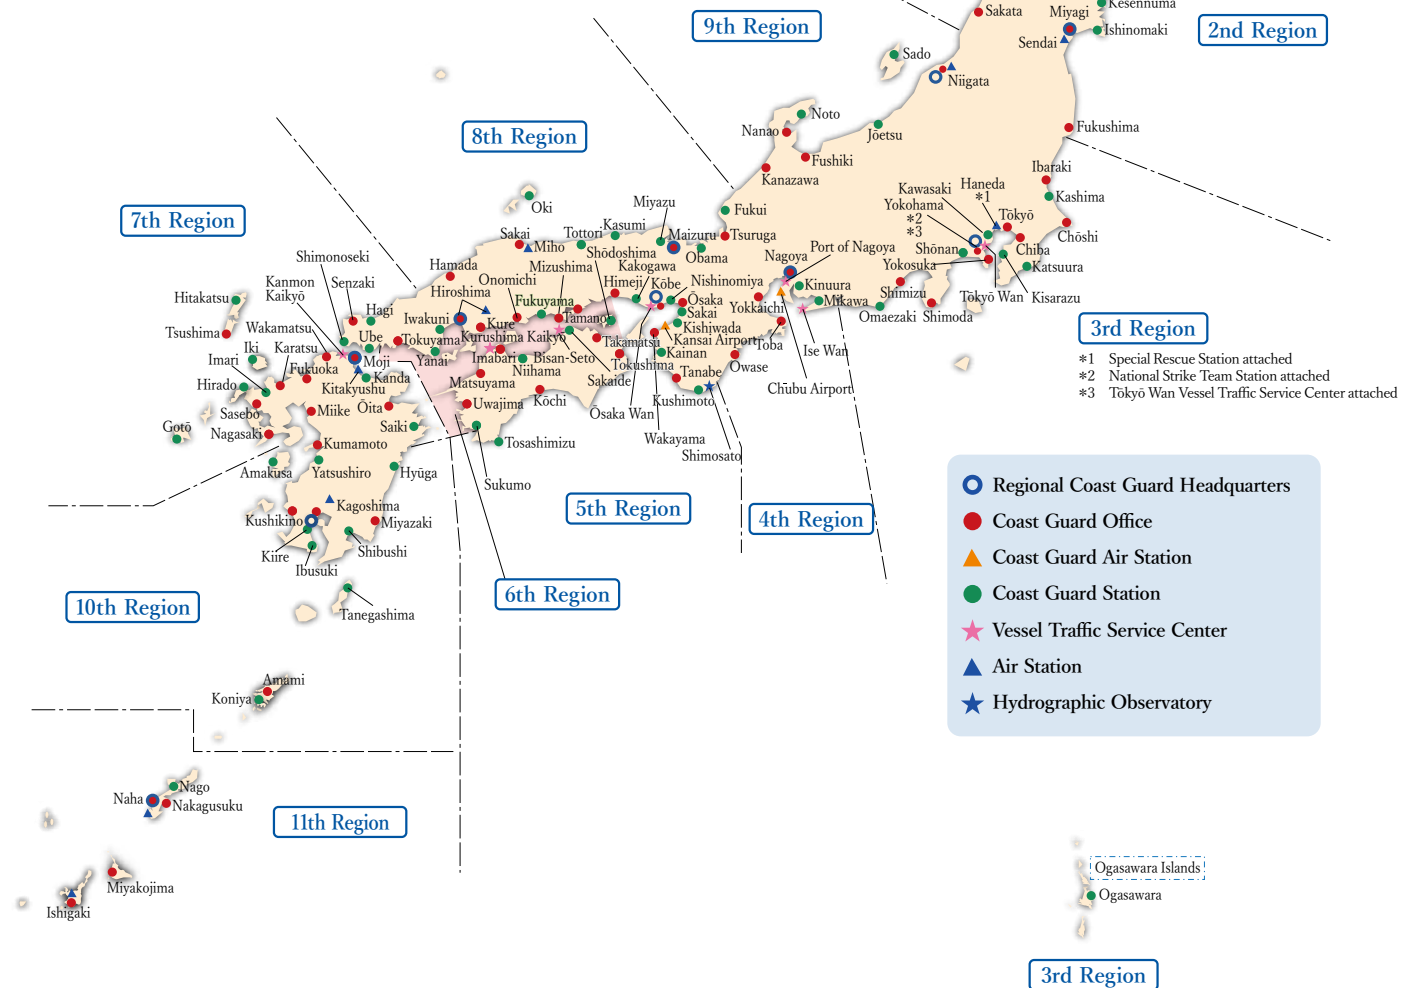 Kesennuma
9th Region
Sakata
Miyagi
2nd Region
Ishinomaki
Sendai
Sado
Niigata
Noto
8th Region
Nanao
Jōetsu
Fukushima
Fushiki
Ibaraki
Kanazawa
Haneda
Kawasaki
＊1
Kashima
Miyazu
Yokohama
Oki
7th Region
Fukui
＊2
Tōkyō
Kasumi
＊3
Chōshi
Sakai
Tottori
Maizuru
Tsuruga
Miho
Port of Nagoya
Shōnan
Chiba
Shimonoseki
Shōdoshima
Obama
Nagoya
Hamada
Mizushima
Kakogawa
Yokosuka
Katsuura
Kanmon
Kaikyō
Senzaki
Onomichi
Himeji
Kōbe
Nishinomiya
Kinuura
Hiroshima
Shimizu
Hitakatsu
Fukuyama
Ōsaka
Mikawa
Tōkyō Wan
Kisarazu
Hagi
Yokkaichi
Sakai
Omaezaki
Shimoda
Iwakuni
Kure
Tamano
Wakamatsu
Kishiwada
3rd Region
Tsushima
Ube
Tokuyama
Kurushima Kaikyō
Takamatsu
Kansai Airport
Toba
Iki
Karatsu
Ise Wan
Imari
Moji
Yanai
Imabari
Bisan-Seto
Kainan
＊1 Special Rescue Station attached
Fukuoka
Niihama
Tokushima
Owase
Tanabe
＊2 National Strike Team Station attached
Kanda
Matsuyama
Sakaide
Hirado
Kitakyushu
Chūbu Airport
＊3 Tōkyō Wan Vessel Traffic Service Center attached
Kōchi
Kushimoto
Sasebo
Miike
Ōita
Uwajima
Ōsaka Wan
Gotō
Nagasaki
Saiki
Kumamoto
Tosashimizu
Wakayama
Shimosato
Amakusa
Yatsushiro
Hyūga
Sukumo
Regional Coast Guard Headquarters
Kagoshima
5th Region
4th Region
Kushikino
Miyazaki
Coast Guard Office
Kiire
Shibushi
Coast Guard Air Station
Ibusuki
6th Region
Coast Guard Station
10th Region
Tanegashima
Vessel Traffic Service Center
Air Station
Amami
Koniya
Hydrographic Observatory
Nago
Naha
Nakagusuku
11th Region
Ogasawara Islands
Miyakojima
Ogasawara
Ishigaki
3rd Region